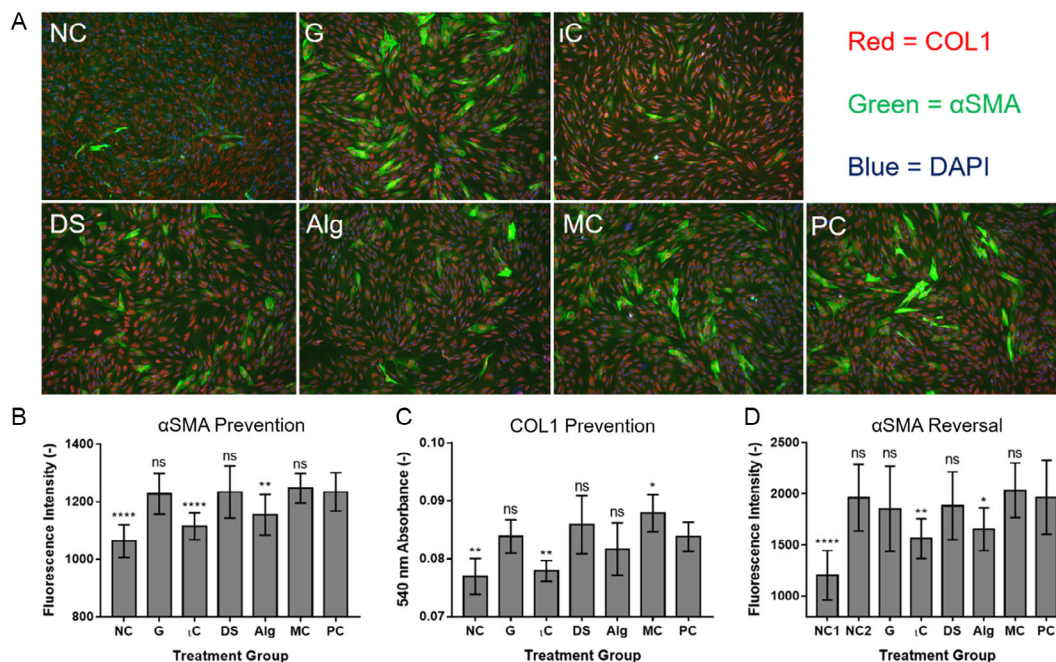 A
NC
G
ιC
Red = COL1
Green = αSMA
Blue = DAPI
DS
Alg
MC
PC
B
αSMA Prevention
Fluorescence Intensity (-)
1400
1200
1000
800
****
ns
****
ns
**
ns
NC G ιC DS Alg MC PC
Treatment Group
C
COL1 Prevention
540 nm Absorbance (-)
0.10
0.09
0.08
0.07
**
ns
**
ns
ns
*
NC G ιC DS Alg MC PC
Treatment Group
D
αSMA Reversal
Fluorescence Intensity (-)
2500
2000
1500
1000
****
ns
ns
**
ns
*
ns
NC1 NC2 G ιC DS Alg MC PC
Treatment Group